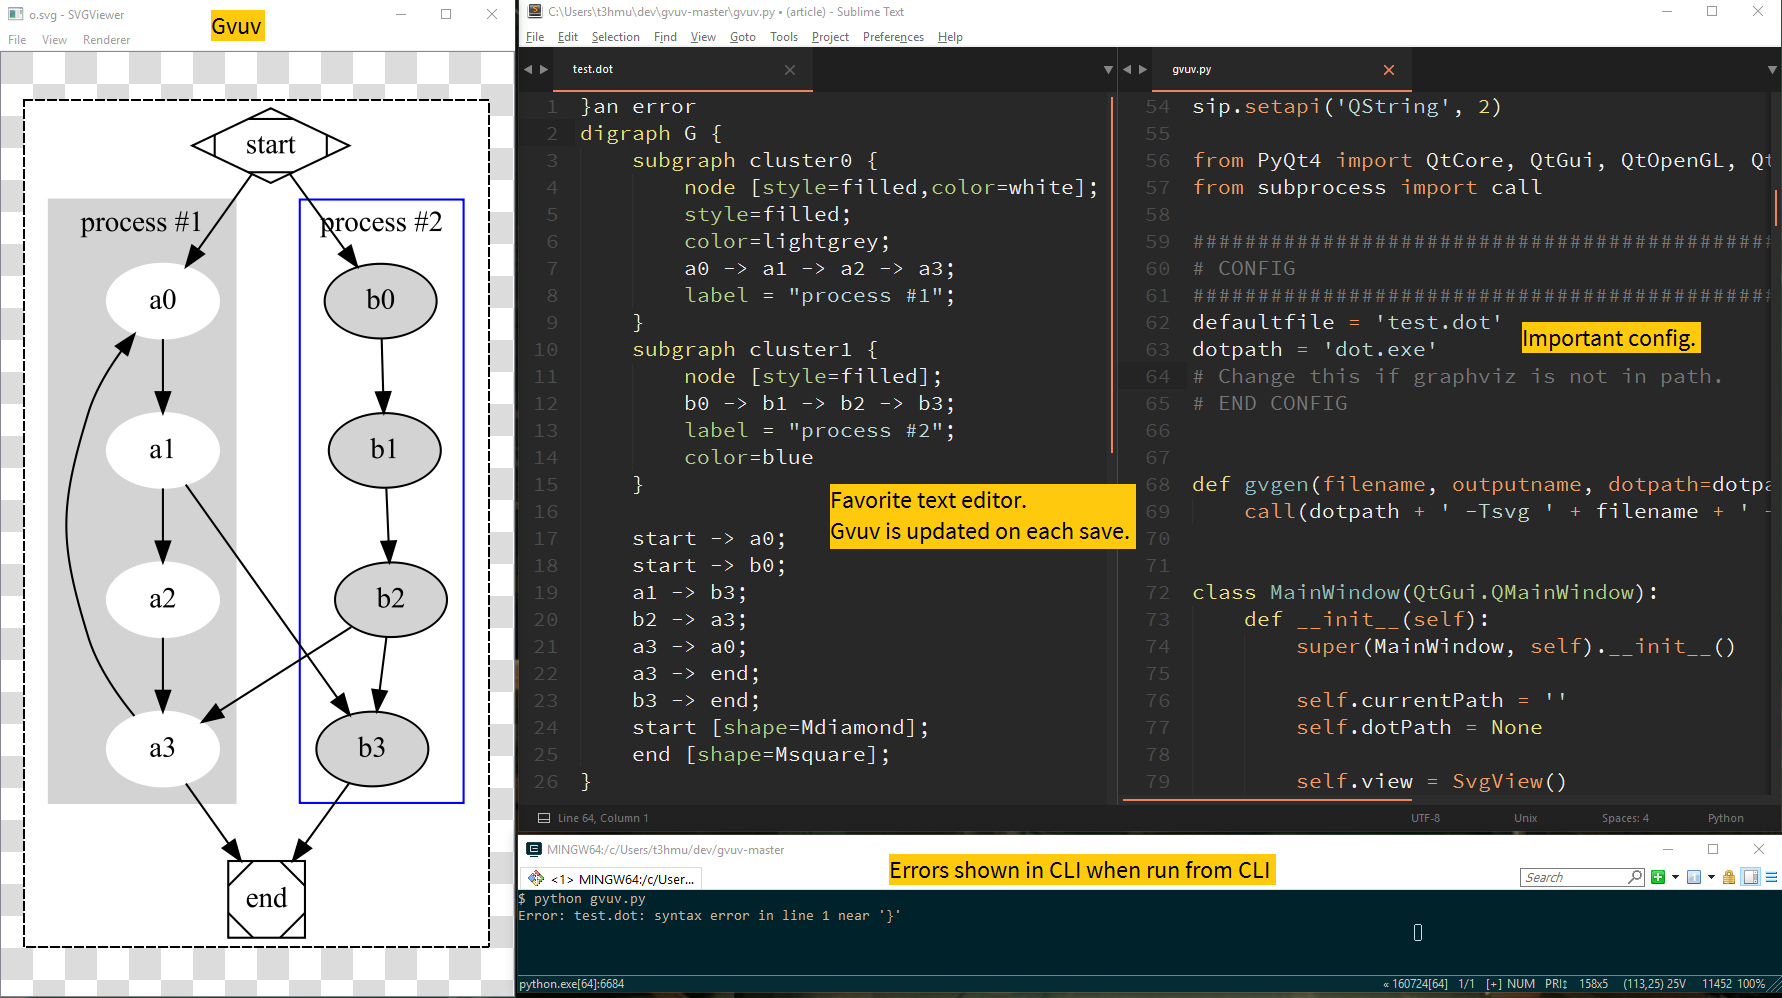 o.svg - SVGViewer
Gvuv
File View Renderer
start
process #1
process #2
a0
b0
a1
b1
a2
b2
a3
b3
end
C:\Users\t3hmu\dev\gvuv-master\gvuv.py • (article) - Sublime Text
File Edit Selection Find View Goto Tools Project Preferences Help
test.dot
1 }an error
2 digraph G {
3 subgraph cluster0 {
4 node [style=filled,color=white];
5 style=filled;
6 color=lightgrey;
7 a0 -> a1 -> a2 -> a3;
8 label = "process #1";
9 }
10 subgraph cluster1 {
11 node [style=filled];
12 b0 -> b1 -> b2 -> b3;
13 label = "process #2";
14 color=blue
15 }
16
17 start -> a0;
18 start -> b0;
19 a1 -> b3;
20 b2 -> a3;
21 a3 -> a0;
22 a3 -> end;
23 b3 -> end;
24 start [shape=Mdiamond];
25 end [shape=Msquare];
26 }
Favorite text editor.
Gvuv is updated on each save.
gvuv.py
54 sip.setapi('QString', 2)
55
56 from PyQt4 import QtCore, QtGui, QtOpenGL, Qt
57 from subprocess import call
58
59 #############################################
60 # CONFIG
61 #############################################
62 defaultfile = 'test.dot'
63 dotpath = 'dot.exe'
64 # Change this if graphviz is not in path.
65 # END CONFIG
66
67
68 def gvgen(filename, outputname, dotpath=dotpa
69 call(dotpath + ' -Tsvg ' + filename + ' -
70
71
72 class MainWindow(QtGui.QMainWindow):
73 def __init__(self):
74 super(MainWindow, self).__init__()
75
76 self.currentPath = ''
77 self.dotPath = None
78
79 self.view = SvgView()
Important config.
Line 64, Column 1
UTF-8 Unix Spaces: 4 Python
MINGW64:/c/Users/t3hmu/dev/gvuv-master
Errors shown in CLI when run from CLI
<1> MINGW64:/c/User...
Search
$ python gvuv.py
Error: test.dot: syntax error in line 1 near '}'
python.exe[64]:6684
« 160724[64] 1/1 [+] NUM PRI↕ 158x5 (113,25) 25V 11452 100%